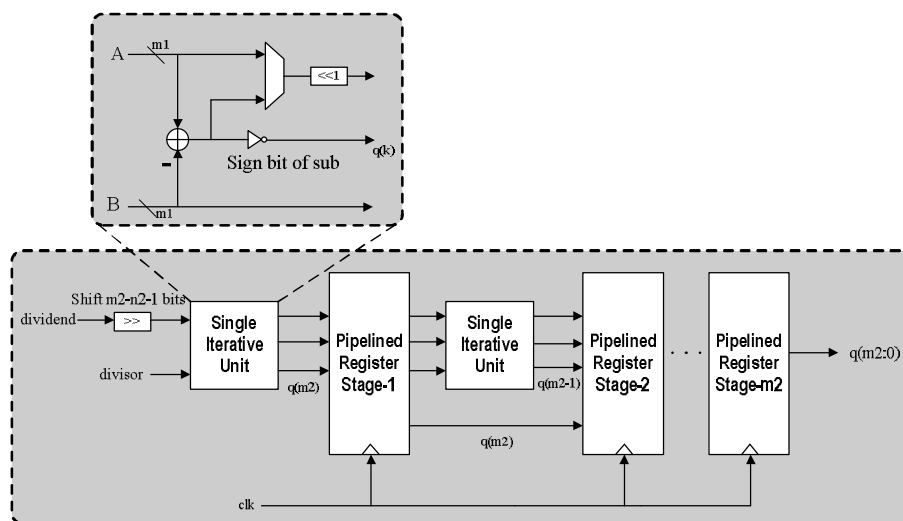 A
m1
<<1
-
Sign bit of sub
q(k)
B
m1
Shift m2-n2-1 bits
dividend
>>
divisor
Single
Iterative
Unit
q(m2)
Pipelined
Register
Stage-1
Single
Iterative
Unit
q(m2-1)
q(m2)
Pipelined
Register
Stage-2
. . .
Pipelined
Register
Stage-m2
q(m2:0)
clk